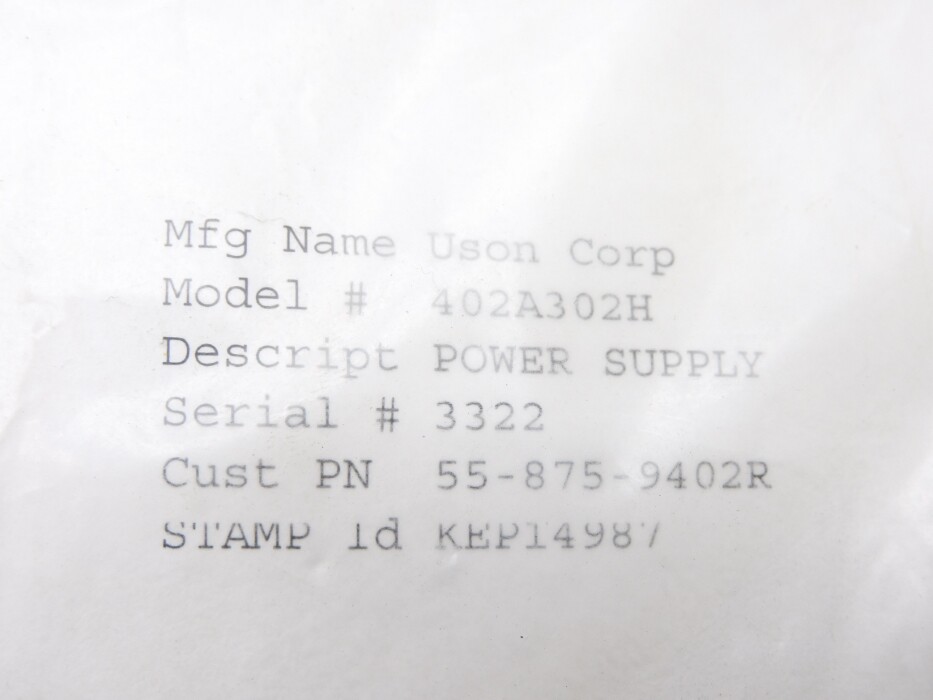 Mfg Name Uson Corp
Model # 402A302H
Descript POWER SUPPLY
Serial # 3322
Cust PN 55-875-9402R
STAMP Id KEP14987